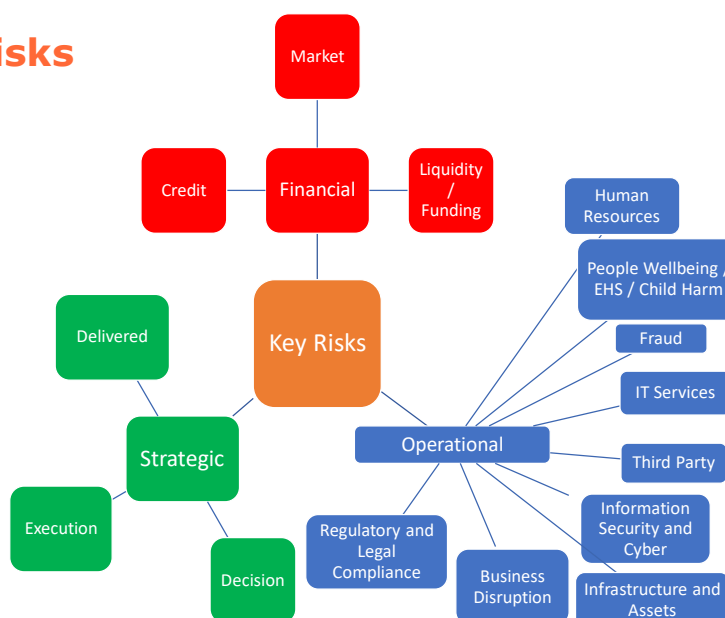 isks
Market
Credit
Financial
Liquidity
/
Funding
Human
Resources
People Wellbeing /
EHS / Child Harm
Fraud
IT Services
Third Party
Information
Security and
Cyber
Infrastructure and
Assets
Business
Disruption
Regulatory and
Legal
Compliance
Operational
Key Risks
Delivered
Strategic
Execution
Decision